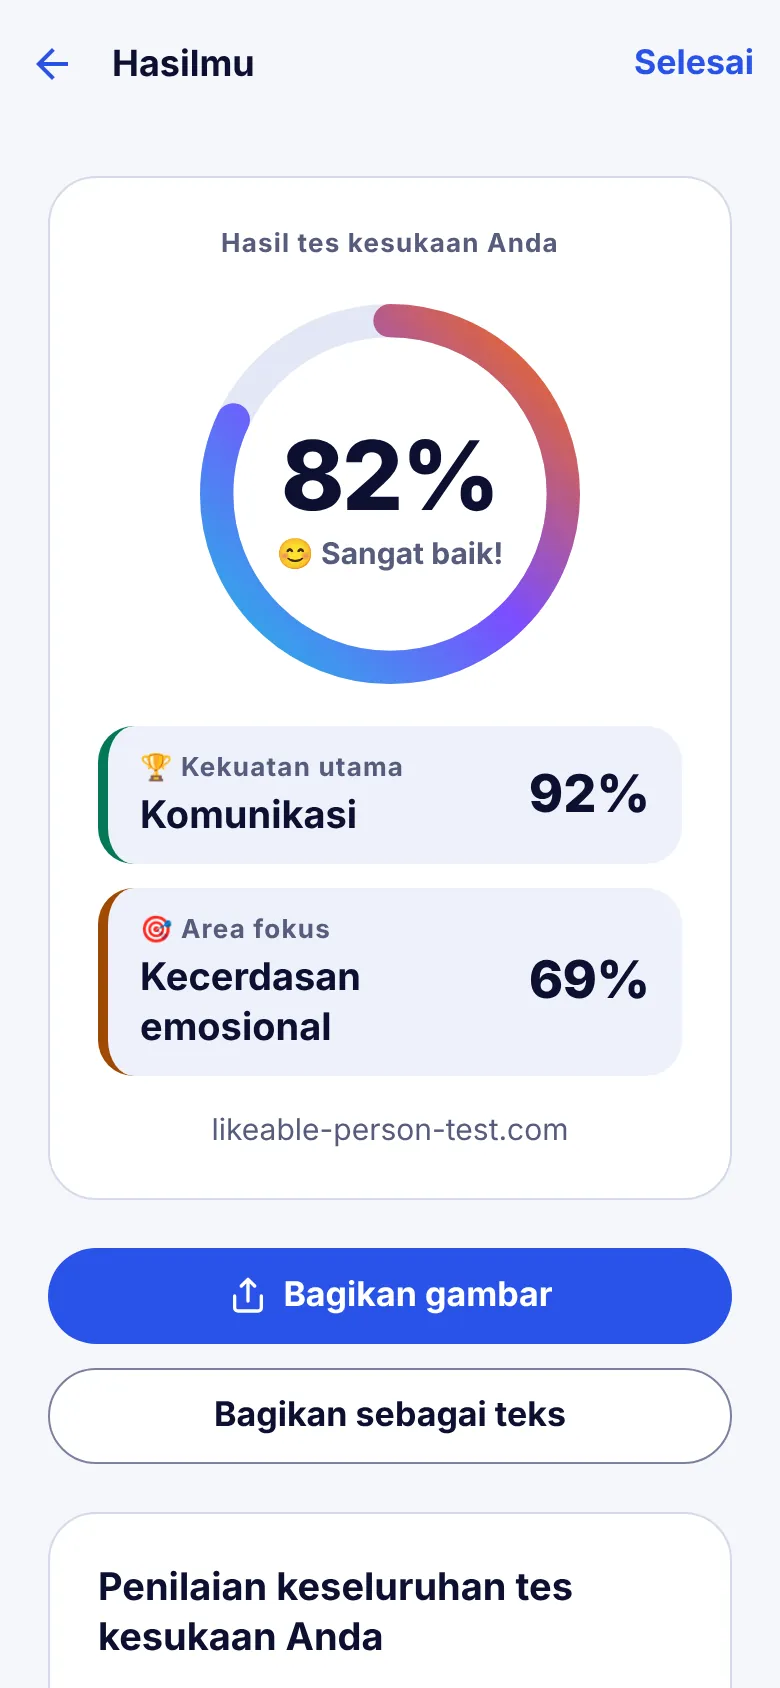 Hasilmu
Selesai
Hasil tes kesukaan Anda
82%
😊 Sangat baik!
🏆 Kekuatan utama
Komunikasi
92%
🎯 Area fokus
Kecerdasan
emosional
69%
likeable-person-test.com
Bagikan gambar
Bagikan sebagai teks
Penilaian keseluruhan tes
kesukaan Anda